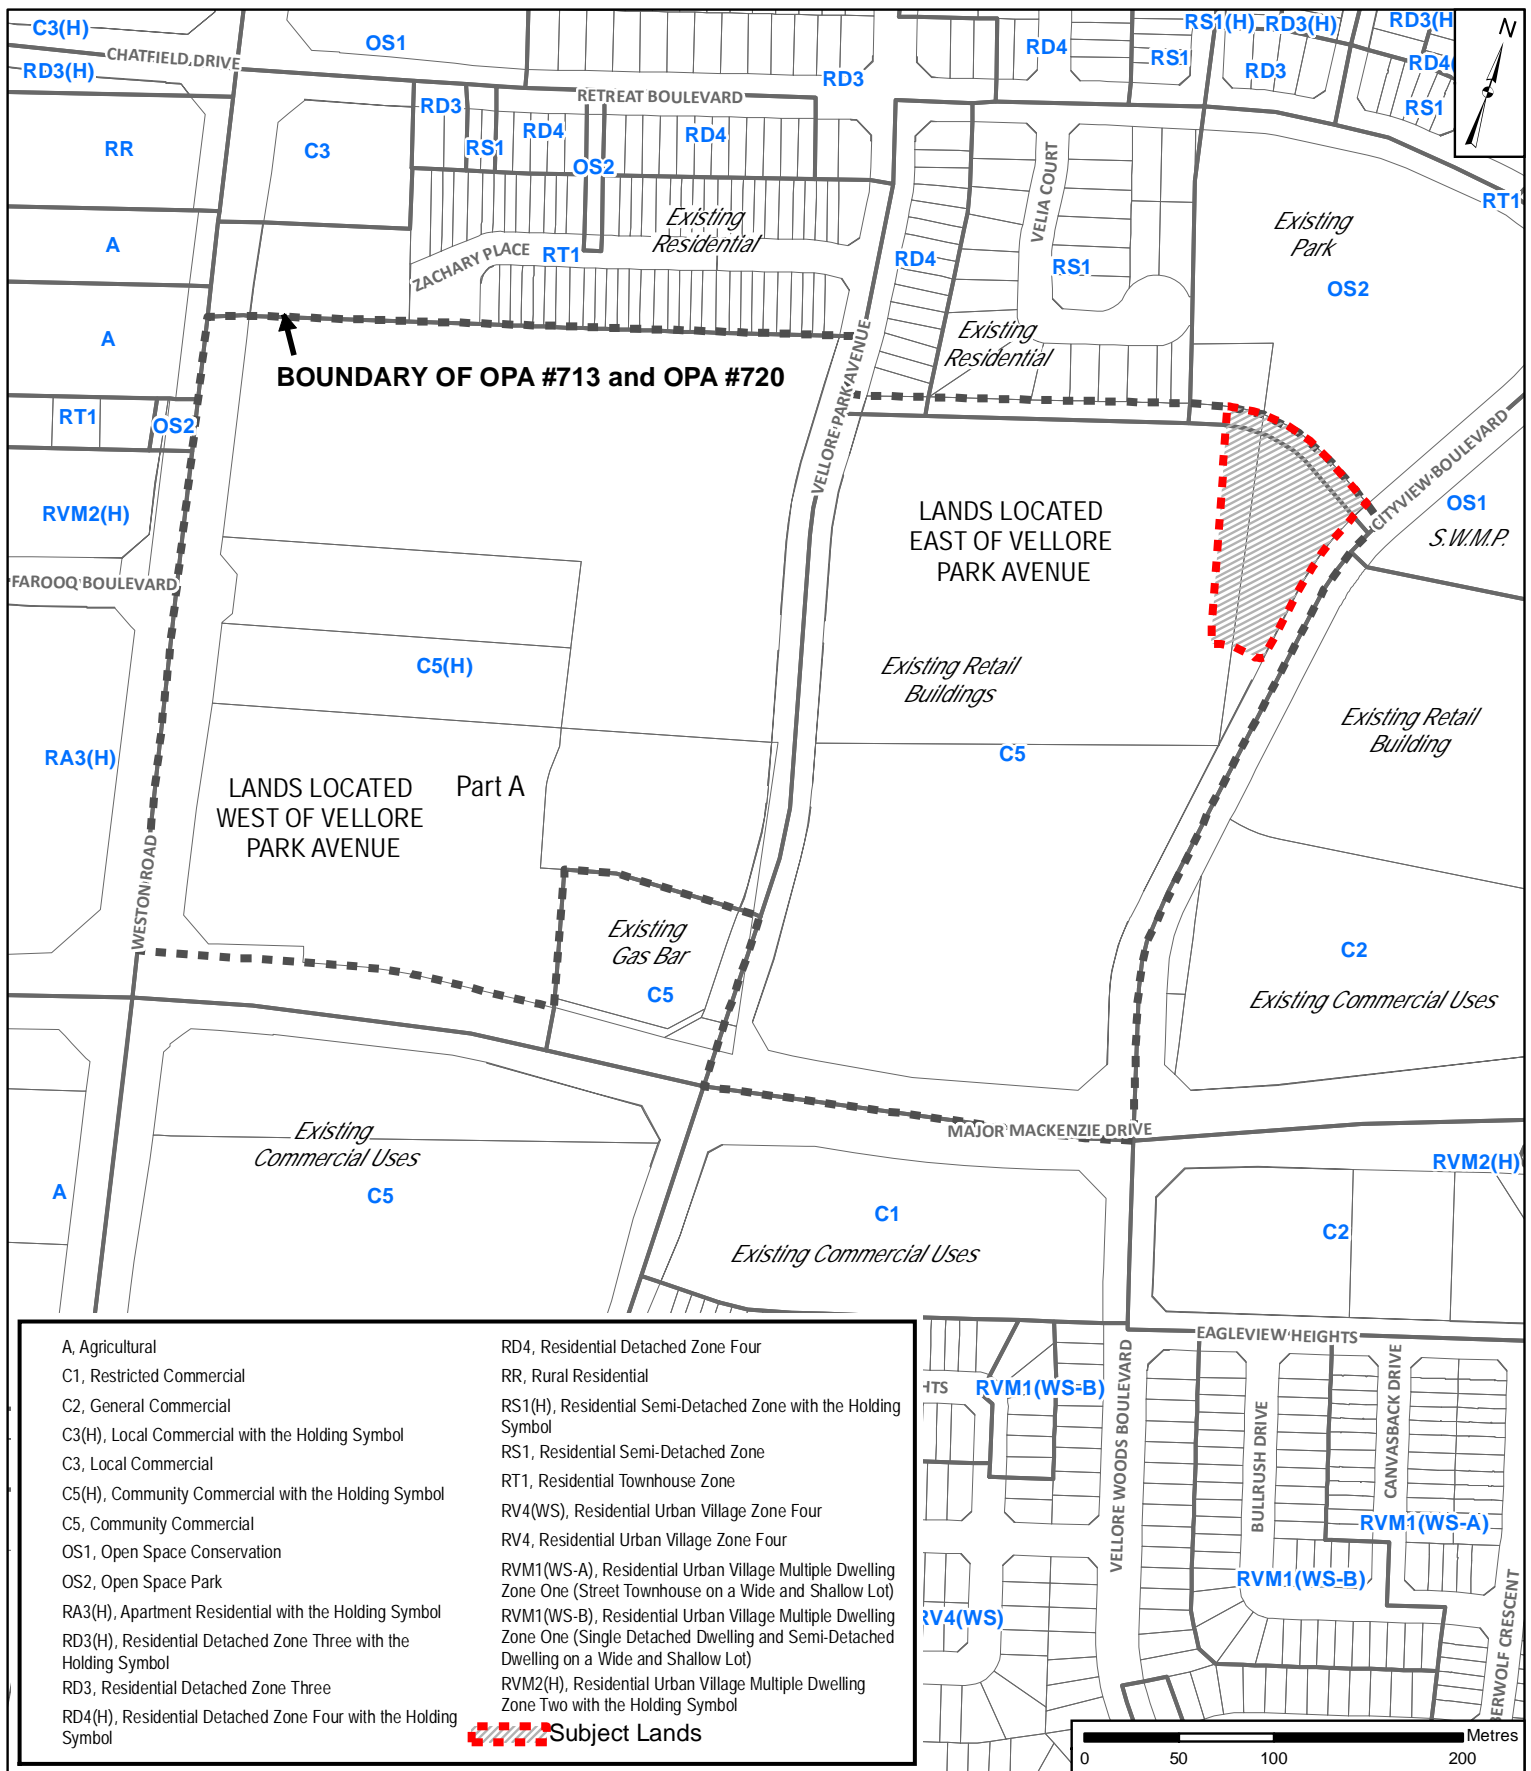 C3(H)
OS1
RS1(H)
RD3(H)
RD3(H
N
CHATFIELD DRIVE
RD4
RS1
RD3(H)
RD3
RD3
RD4(
RETREAT BOULEVARD
RD3
RS1
RD4
RD4
RS1
RR
C3
OS2
VELIA COURT
RT1
Existing
Residential
Existing
Park
A
ZACHARY PLACE
RT1
RD4
RS1
OS2
A
VELLORE PARK AVENUE
Existing
Residential
BOUNDARY OF OPA #713 and OPA #720
RT1
OS2
CITYVIEW BOULEVARD
RVM2(H)
LANDS LOCATED
EAST OF VELLORE
PARK AVENUE
OS1
S.W.M.P.
FAROOQ BOULEVARD
C5(H)
Existing Retail
Buildings
Existing Retail
Building
RA3(H)
C5
LANDS LOCATED
WEST OF VELLORE
PARK AVENUE
Part A
WESTON ROAD
Existing
Gas Bar
C5
C2
Existing Commercial Uses
MAJOR MACKENZIE DRIVE
Existing
Commercial Uses
C5
A
RVM2(H)
C1
Existing Commercial Uses
C2
EAGLEVIEW HEIGHTS
HTS
RVM1(WS-B)
VELLORE WOODS BOULEVARD
BULLRUSH DRIVE
CANVASBACK DRIVE
RVM1(WS-A)
RVM1(WS-B)
RV4(WS)
BERWOLF CRESCENT
A, Agricultural
C1, Restricted Commercial
C2, General Commercial
C3(H), Local Commercial with the Holding Symbol
C3, Local Commercial
C5(H), Community Commercial with the Holding Symbol
C5, Community Commercial
OS1, Open Space Conservation
OS2, Open Space Park
RA3(H), Apartment Residential with the Holding Symbol
RD3(H), Residential Detached Zone Three with the
Holding Symbol
RD3, Residential Detached Zone Three
RD4(H), Residential Detached Zone Four with the Holding
Symbol
RD4, Residential Detached Zone Four
RR, Rural Residential
RS1(H), Residential Semi-Detached Zone with the Holding
Symbol
RS1, Residential Semi-Detached Zone
RT1, Residential Townhouse Zone
RV4(WS), Residential Urban Village Zone Four
RV4, Residential Urban Village Zone Four
RVM1(WS-A), Residential Urban Village Multiple Dwelling
Zone One (Street Townhouse on a Wide and Shallow Lot)
RVM1(WS-B), Residential Urban Village Multiple Dwelling
Zone One (Single Detached Dwelling and Semi-Detached
Dwelling on a Wide and Shallow Lot)
RVM2(H), Residential Urban Village Multiple Dwelling
Zone Two with the Holding Symbol
Subject Lands
Metres
0 50 100 200